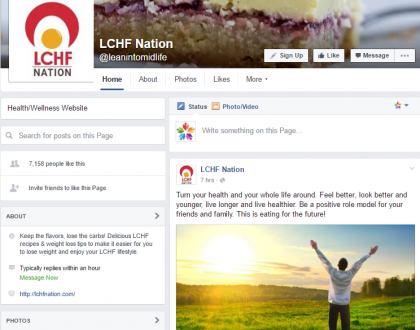 LCHF
NATION
LCHF Nation
@leanintomidlife
Sign Up
Like
Message
•••
Home
About
Photos
Likes
More
Health/Wellness Website
Search for posts on this Page
7,158 people like this
Invite friends to like this Page
ABOUT
Keep the flavors, lose the carbs! Delicious LCHF
recipes & weight loss tips to make it easier for you
to lose weight and enjoy your LCHF lifestyle
Typically replies within an hour
Message Now
http://lchfnation.com/
PHOTOS
Status
Photo/Video
Write something on this Page...
LCHF
NATION
LCHF Nation
7 hrs ·
Turn your health and your whole life around. Feel better, look better and
younger, live longer and live healthier. Be a positive role model for your
friends and family. This is eating for the future!